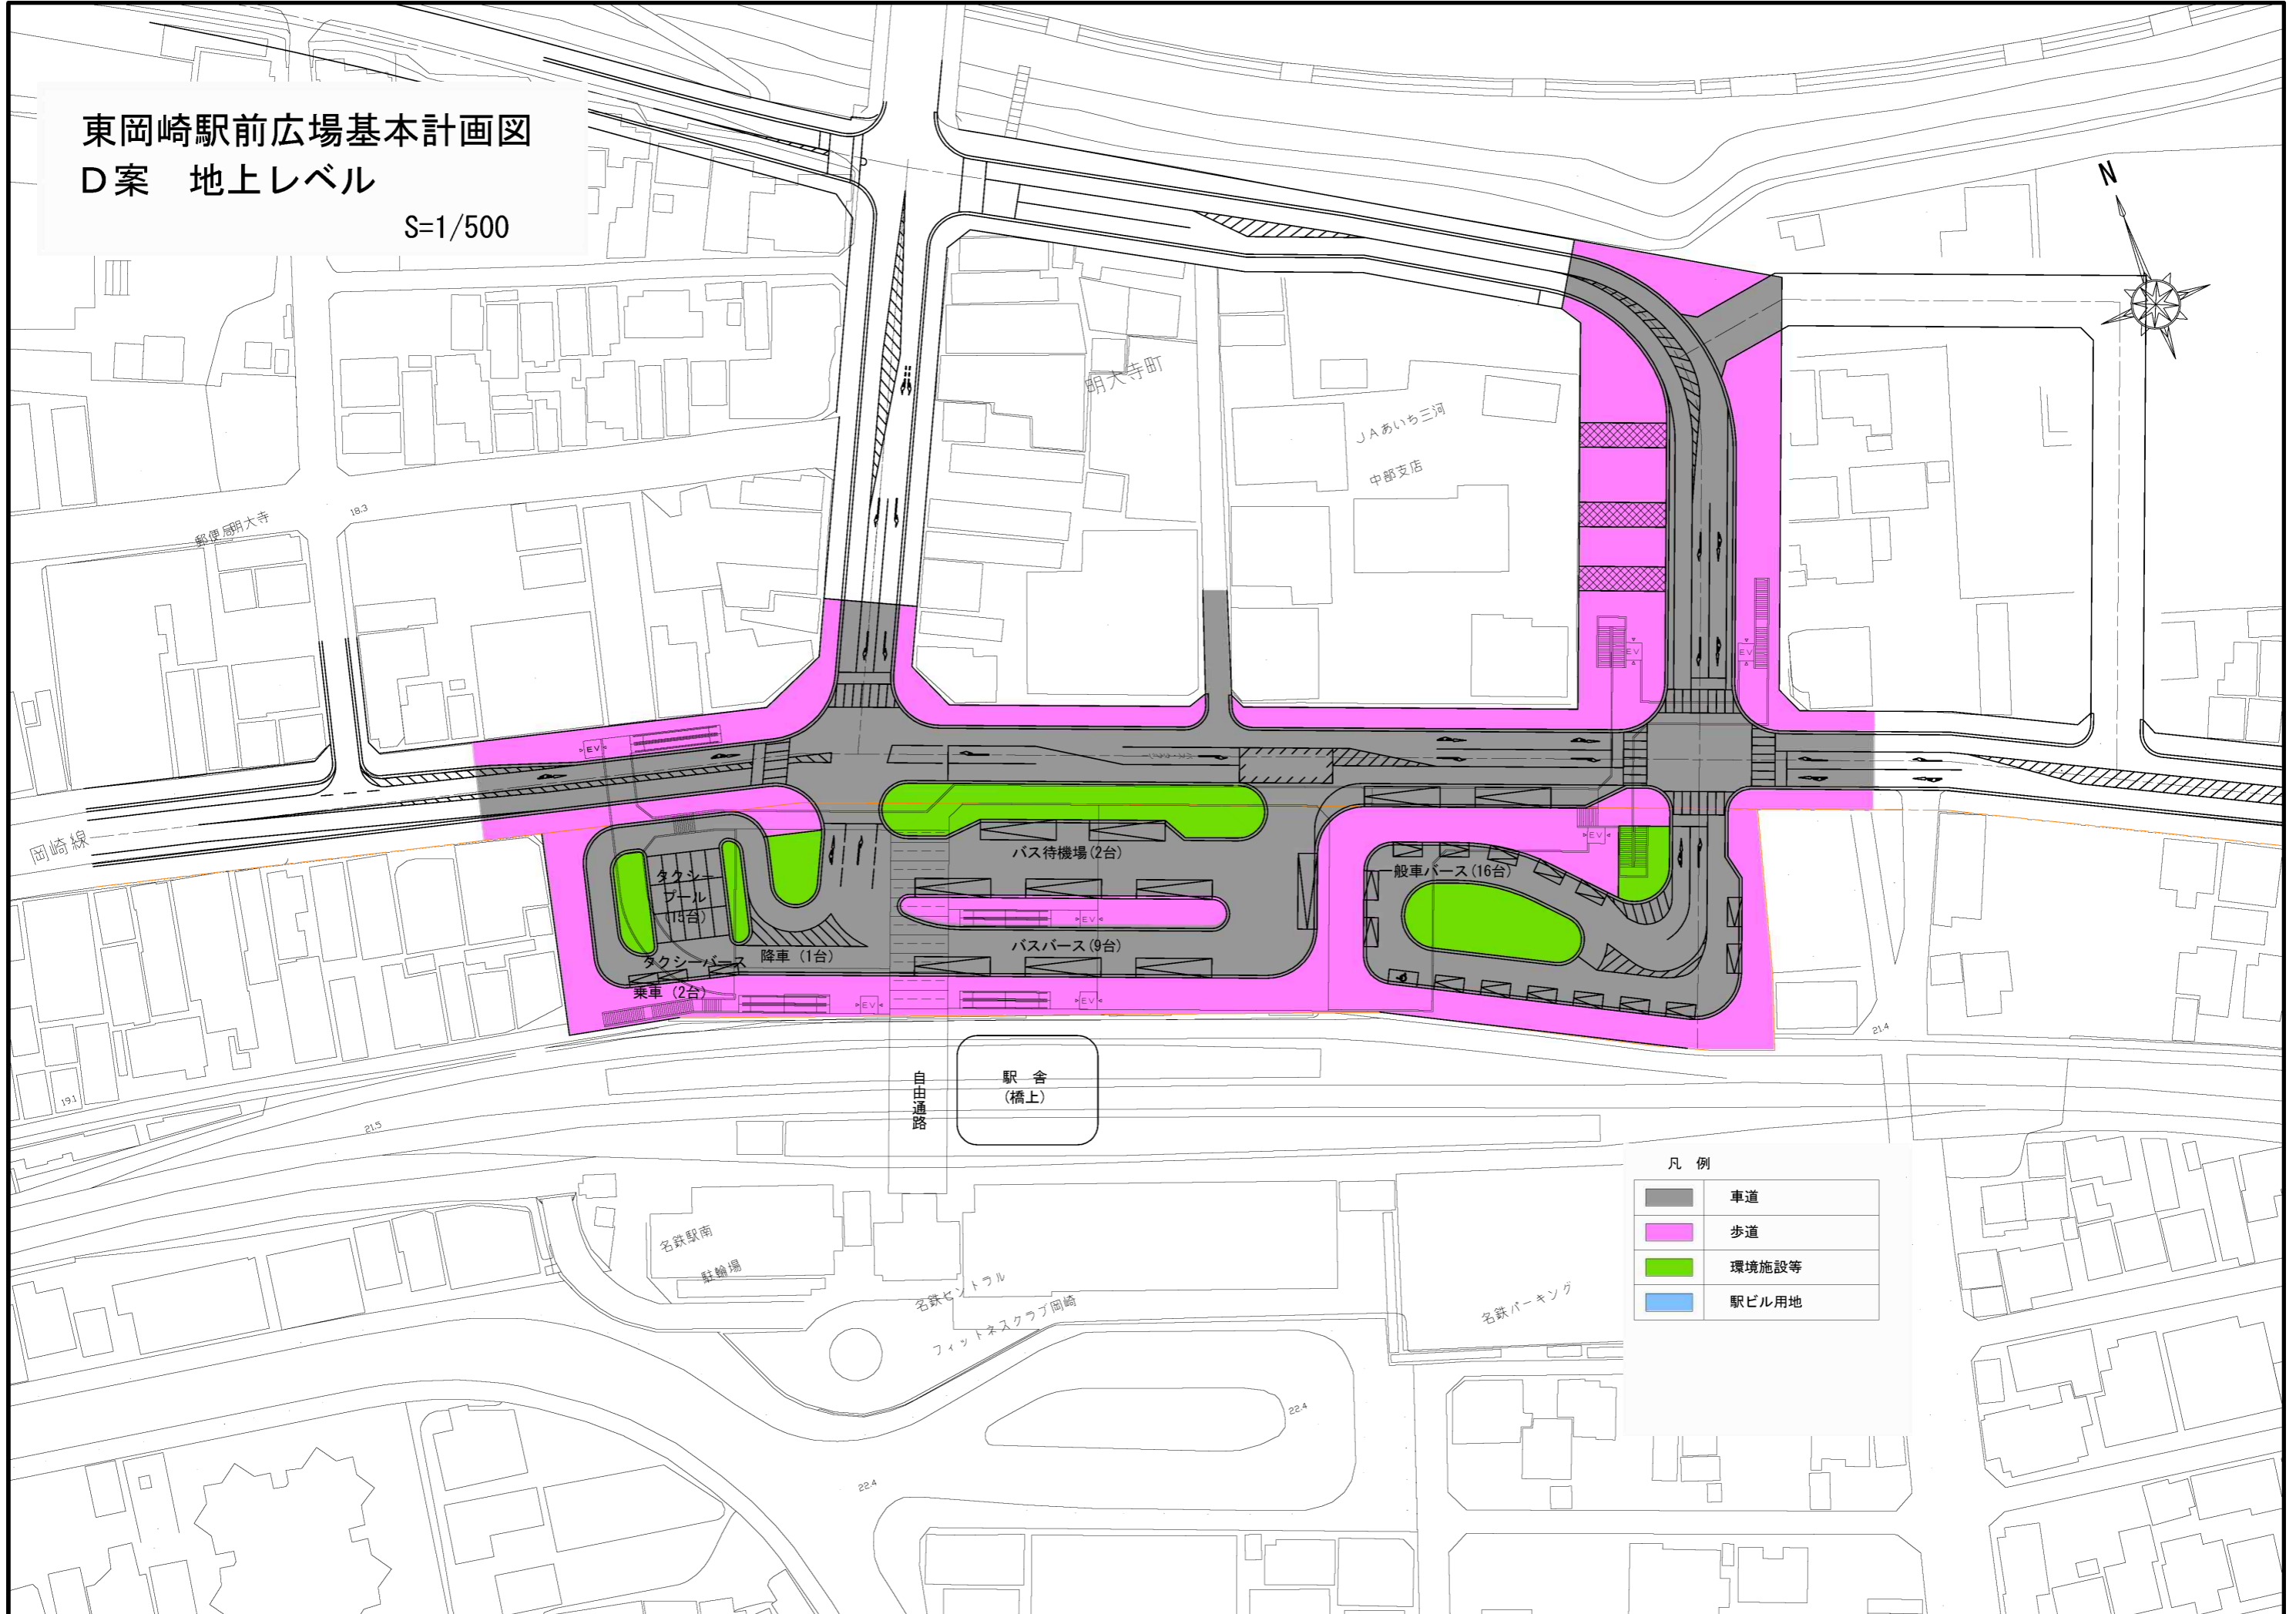 東岡崎駅前広場基本計画図
D案　地上レベル
S=1/500
N
明大寺町
JAあいち三河
中部支店
明大寺
郵便局
18.3
EV
EV
EV
岡崎線
タクシー
プール
(15台)
バス待機場(2台)
一般車バース(16台)
EV
EV
バスバース(9台)
降車 (1台)
タクシーバース
乗車 (2台)
EV
EV
21.4
自由通路
駅 舎
(橋上)
19.1
21.5
名鉄駅南
駐輪場
名鉄セントラル
フィットネスクラブ岡崎
名鉄パーキング
22.4
22.4
凡 例
車道
歩道
環境施設等
駅ビル用地